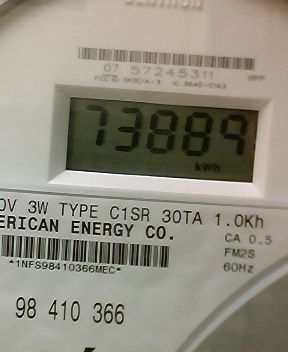 CENTRON
07 57245311
73889
kWh
0V 3W TYPE C1SR 30TA 1.0Kh
ERICAN ENERGY CO.
CA 0.5
FM2S
60Hz
*1NFS98410366MEC*
98 410 366